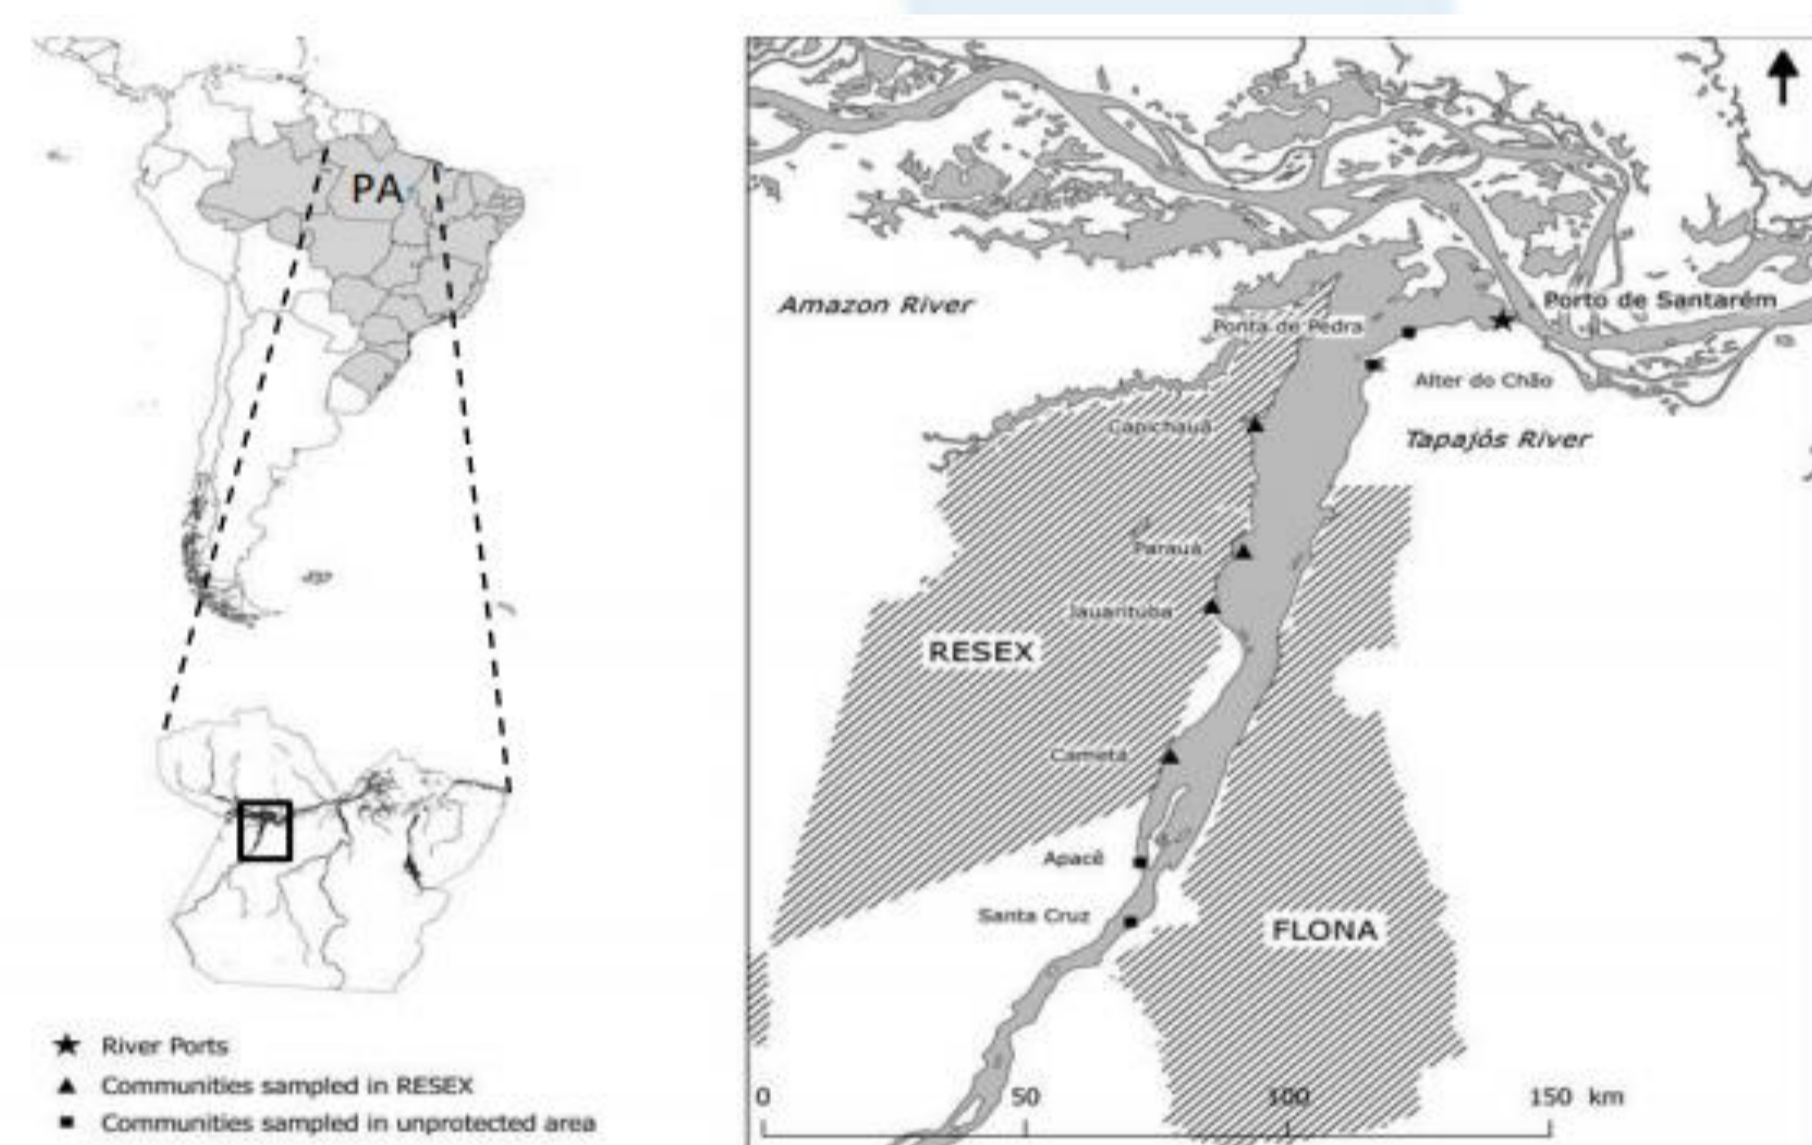 PA
River Ports
Communities sampled in RESEX
Communities sampled in unprotected area
Amazon River
Porto de Santarém
Ponta de Pedra
Alter do Chão
Capichauã
Tapajós River
Parauá
Jauarituba
RESEX
Cametá
Apacê
Santa Cruz
FLONA
0 50 100 150 km